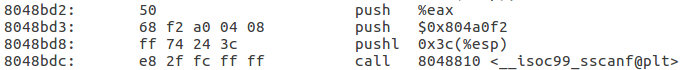 8048bd2: 50 push %eax
8048bd3: 68 f2 a0 04 08 push $0x804a0f2
8048bd8: ff 74 24 3c pushl 0x3c(%esp)
8048bdc: e8 2f fc ff ff call 8048810 <__isoc99_sscanf@plt>